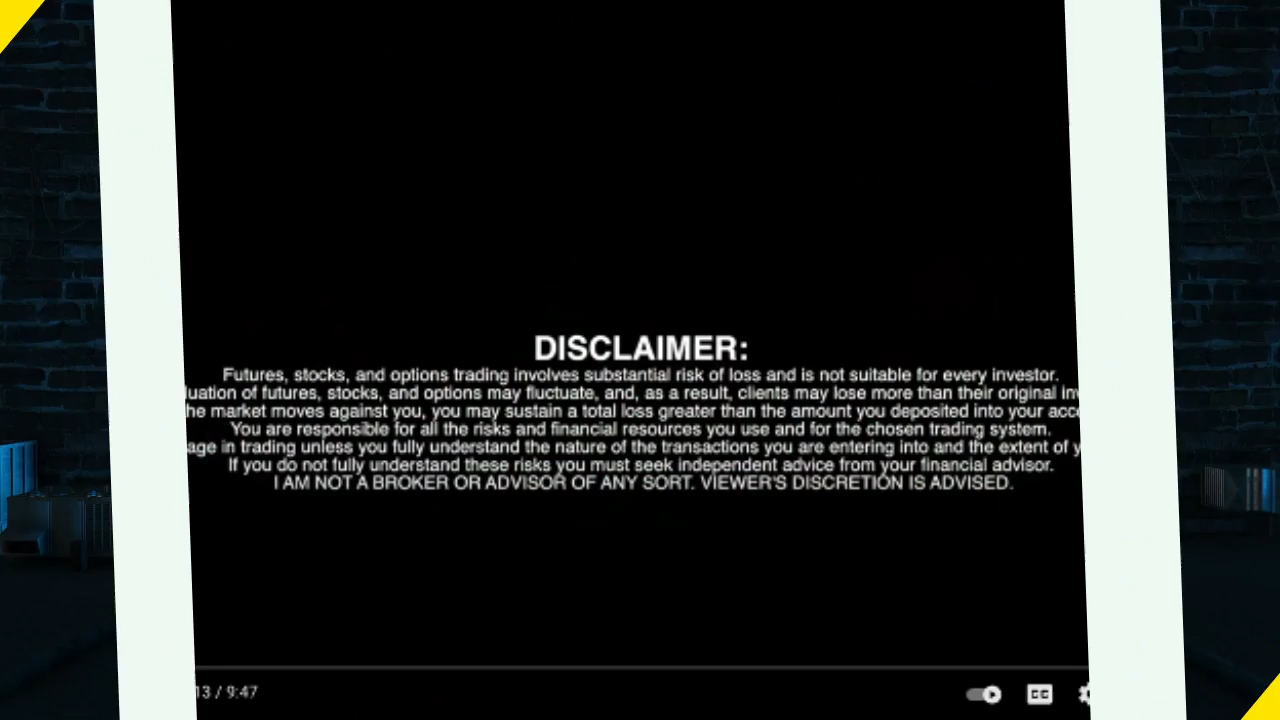 DISCLAIMER:
Futures, stocks, and options trading involves substantial risk of loss and is not suitable for every investor.
of futures, stocks, and options may fluctuate, and, as a result, clients may lose more than their original
market moves against you, you may sustain a total loss greater than the amount you deposited into your
You are responsible for all the risks and financial resources you use and for the chosen trading system.
in trading unless you fully understand the nature of the transactions you are entering into and the extent of
If you do not fully understand these risks you must seek independent advice from your financial advisor.
I AM NOT A BROKER OR ADVISOR OF ANY SORT. VIEWER'S DISCRETION IS ADVISED.
13 / 9:47
CC